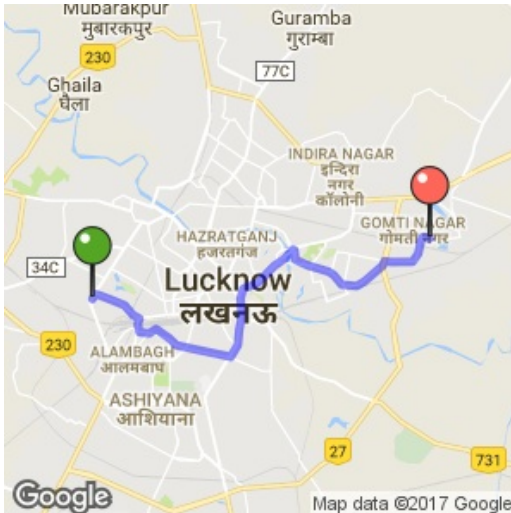 Mubarakpur
मुबारकपुर
Guramba
गुराम्बा
230
77C
Ghaila
घैला
INDIRA NAGAR
इन्दिरा
नगर
कॉलोनी
GOMTI NAGAR
गोमती नगर
HAZRATGANJ
हजरतगंज
34C
Lucknow
लखनऊ
230
ALAMBAGH
आलमबाग
ASHIYANA
आशियाना
27
731
Google
Map data ©2017 Google